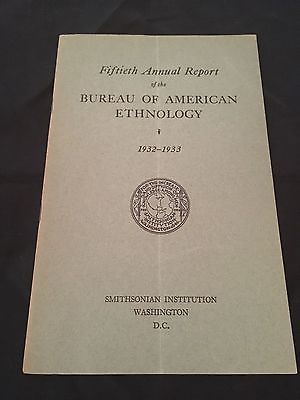 Fiftieth Annual Report
of the
BUREAU OF AMERICAN
ETHNOLOGY
1932–1933
SMITHSONIAN INSTITUTION
WASHINGTON
D.C.